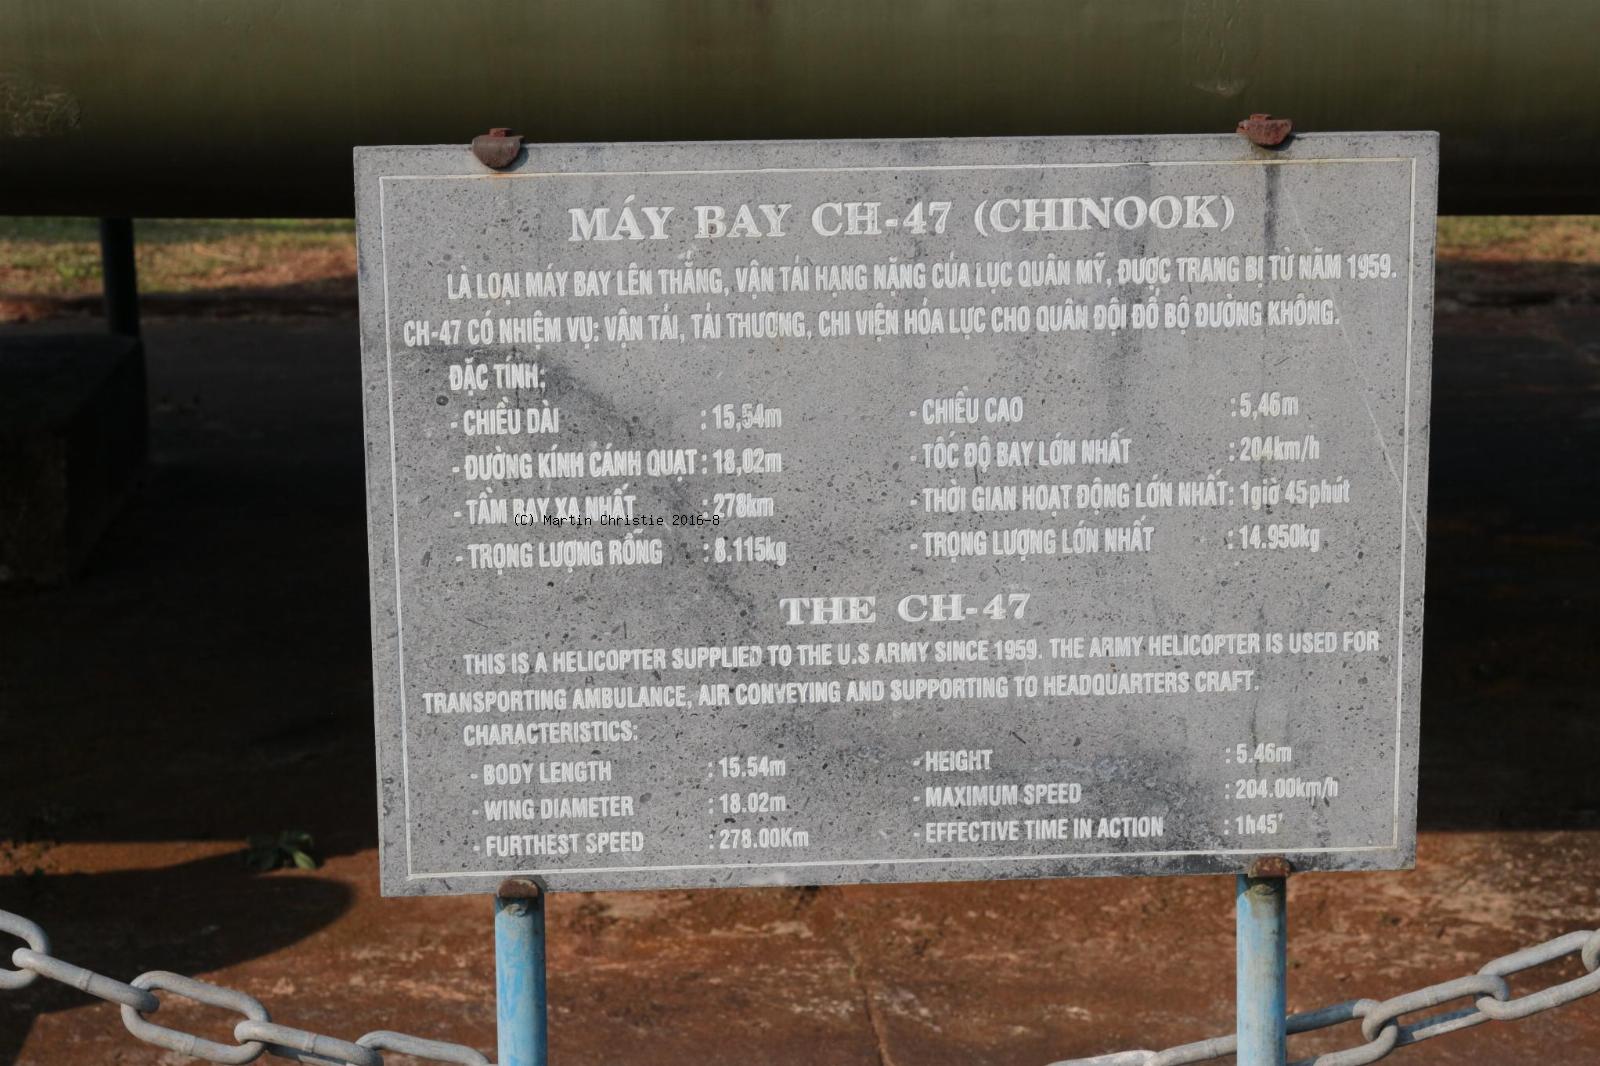 MÁY BAY CH-47 (CHINOOK)
LÀ LOẠI MÁY BAY LÊN THẲNG, VẬN TẢI HẠNG NẶNG CỦA LỤC QUÂN MỸ, ĐƯỢC TRANG BỊ TỪ NĂM 1959.
CH-47 CÓ NHIỆM VỤ: VẬN TẢI, TẢI THƯƠNG, CHI VIỆN HỎA LỰC CHO QUÂN ĐỘI ĐỔ BỘ ĐƯỜNG KHÔNG.
ĐẶC TÍNH:
- CHIỀU DÀI : 15,54m - CHIỀU CAO : 5,46m
- ĐƯỜNG KÍNH CÁNH QUẠT : 18,02m - TỐC ĐỘ BAY LỚN NHẤT : 204km/h
- TẦM BAY XA NHẤT : 278km - THỜI GIAN HOẠT ĐỘNG LỚN NHẤT : 1giờ 45phút
(C) Martin Christie 2016-8
- TRỌNG LƯỢNG RỖNG : 8.115kg - TRỌNG LƯỢNG LỚN NHẤT : 14.950kg
THE CH-47
THIS IS A HELICOPTER SUPPLIED TO THE U.S ARMY SINCE 1959. THE ARMY HELICOPTER IS USED FOR
TRANSPORTING AMBULANCE, AIR CONVEYING AND SUPPORTING TO HEADQUARTERS CRAFT.
CHARACTERISTICS:
- BODY LENGTH : 15.54m - HEIGHT : 5.46m
- WING DIAMETER : 18.02m - MAXIMUM SPEED : 204.00km/h
- FURTHEST SPEED : 278.00Km - EFFECTIVE TIME IN ACTION : 1h45'